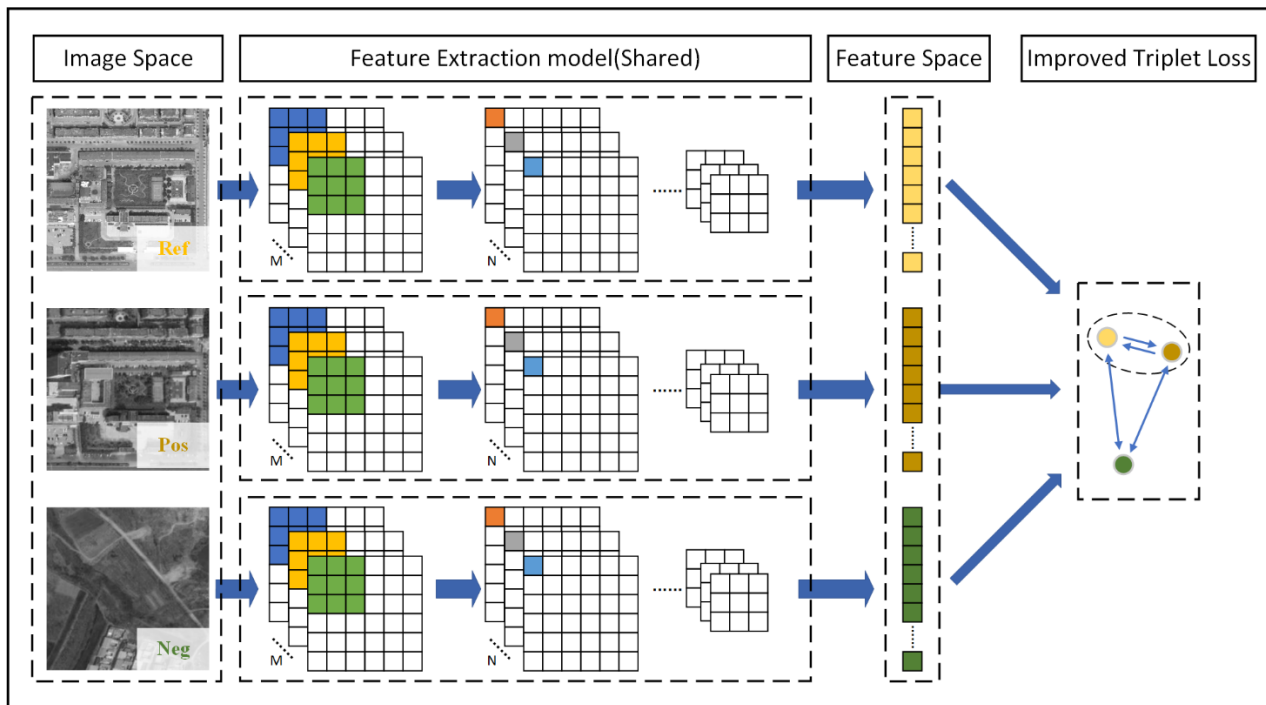 Image Space
Feature Extraction model(Shared)
Feature Space
Improved Triplet Loss
Ref
M
N
Pos
M
N
Neg
M
N